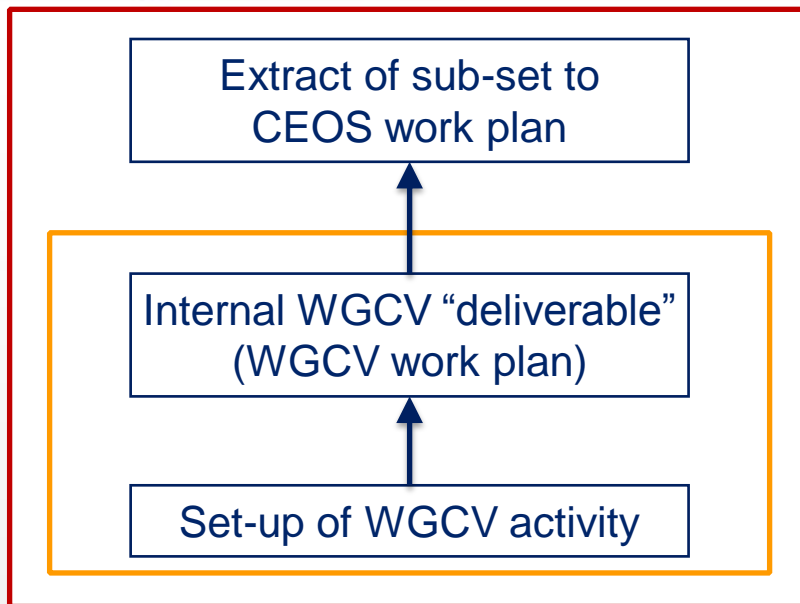 Extract of sub-set to
CEOS work plan
Internal WGCV “deliverable”
(WGCV work plan)
Set-up of WGCV activity